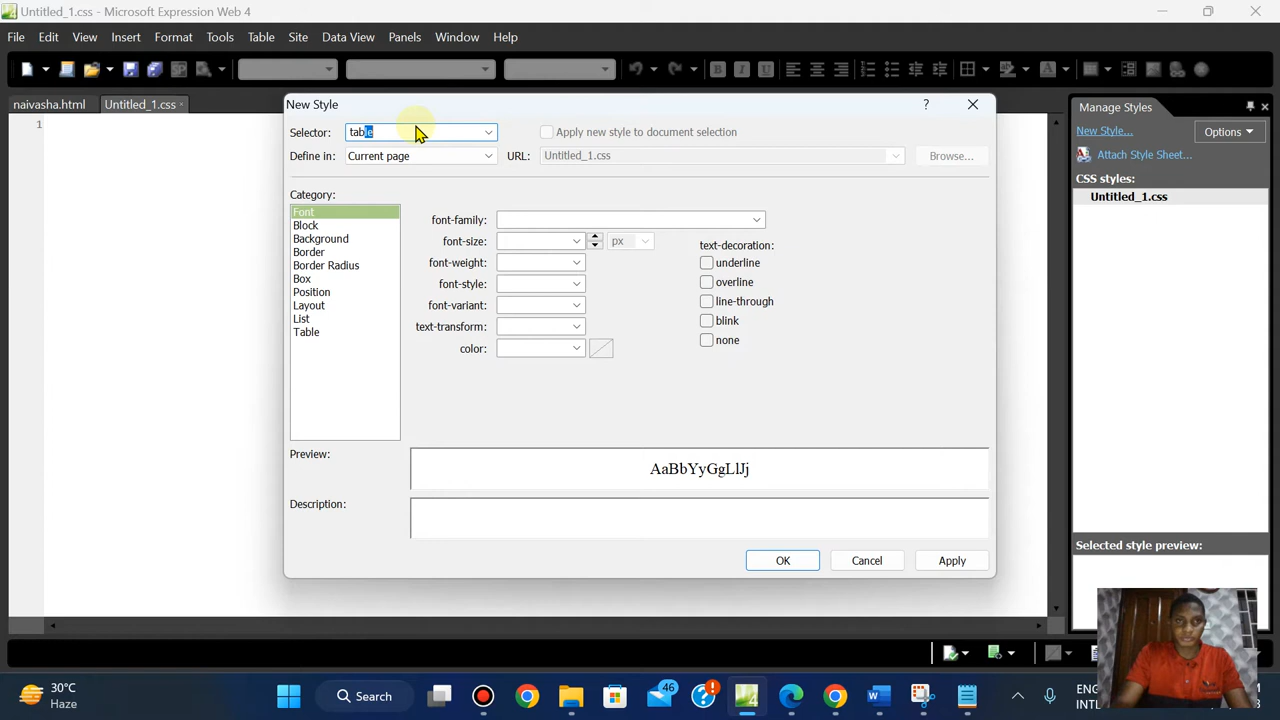 Untitled_1.css - Microsoft Expression Web 4
File Edit View Insert Format Tools Table Site Data View Panels Window Help
naivasha.html Untitled_1.css
1
New Style
Selector: table
Apply new style to document selection
Define in: Current page URL: Untitled_1.css Browse...
Category:
Font
Block
Background
Border
Border Radius
Box
Position
Layout
List
Table
font-family:
font-size: px
font-weight:
font-style:
font-variant:
text-transform:
color:
text-decoration:
underline
overline
line-through
blink
none
Preview:
AaBbYyGgLlJj
Description:
OK Cancel Apply
Manage Styles
New Style... Options
Attach Style Sheet...
CSS styles:
Untitled_1.css
Selected style preview:
30°C
Haze
Search
46
ENG
INTL